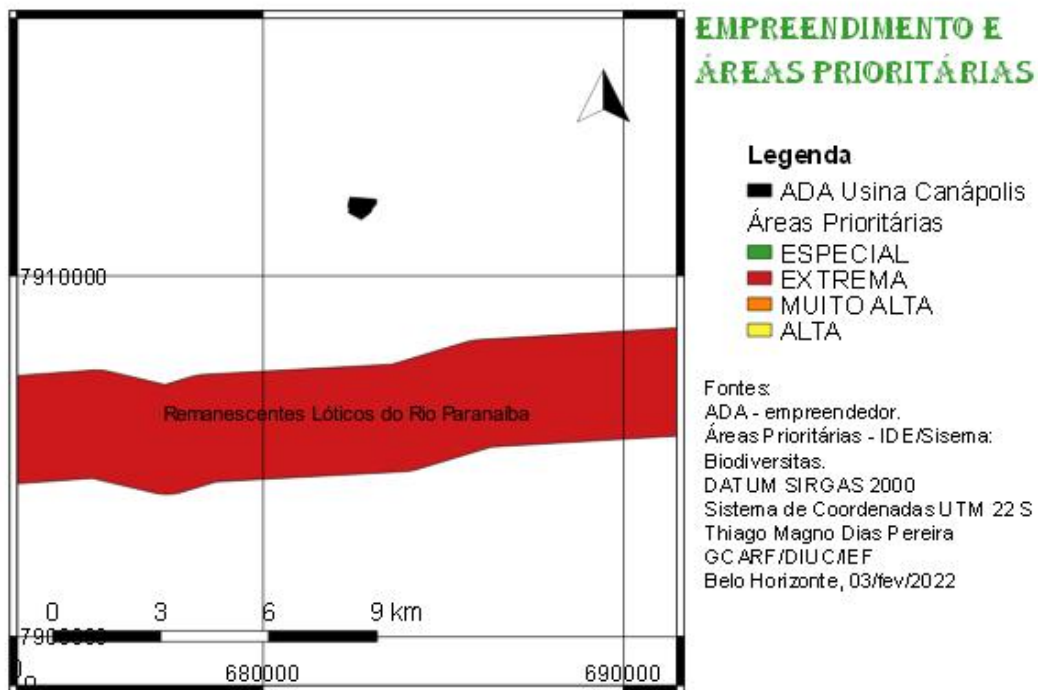 EMPREENDIMENTO E
ÁREAS PRIORITÁRIAS
Legenda
ADA Usina Canápolis
Áreas Prioritárias
ESPECIAL
EXTREMA
MUITO ALTA
ALTA
Fontes:
ADA - empreendedor.
Áreas Prioritárias - IDE/Sisema:
Biodiversitas.
DATUM SIRGAS 2000
Sistema de Coordenadas UTM 22 S
Thiago Magno Dias Pereira
GCARF/DIUC/IEF
Belo Horizonte, 03/fev/2022
7910000
Remanescentes Lóticos do Rio Paranaíba
0 3 6 9 km
7900000
680000 690000